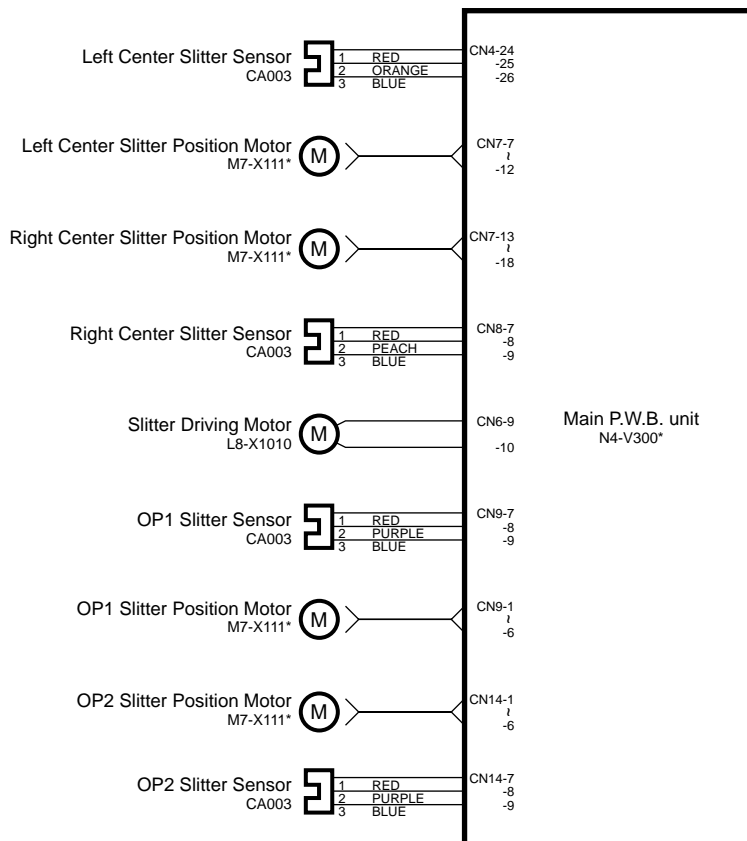 Left Center Slitter Sensor
CA003
1 RED CN4-24
2 ORANGE -25
3 BLUE -26
Left Center Slitter Position Motor
M7-X111*
M
CN7-7
~
-12
Right Center Slitter Position Motor
M7-X111*
M
CN7-13
~
-18
Right Center Slitter Sensor
CA003
1 RED CN8-7
2 PEACH -8
3 BLUE -9
Slitter Driving Motor
L8-X1010
M
CN6-9
-10
Main P.W.B. unit
N4-V300*
OP1 Slitter Sensor
CA003
1 RED CN9-7
2 PURPLE -8
3 BLUE -9
OP1 Slitter Position Motor
M7-X111*
M
CN9-1
~
-6
OP2 Slitter Position Motor
M7-X111*
M
CN14-1
~
-6
OP2 Slitter Sensor
CA003
1 RED CN14-7
2 PURPLE -8
3 BLUE -9